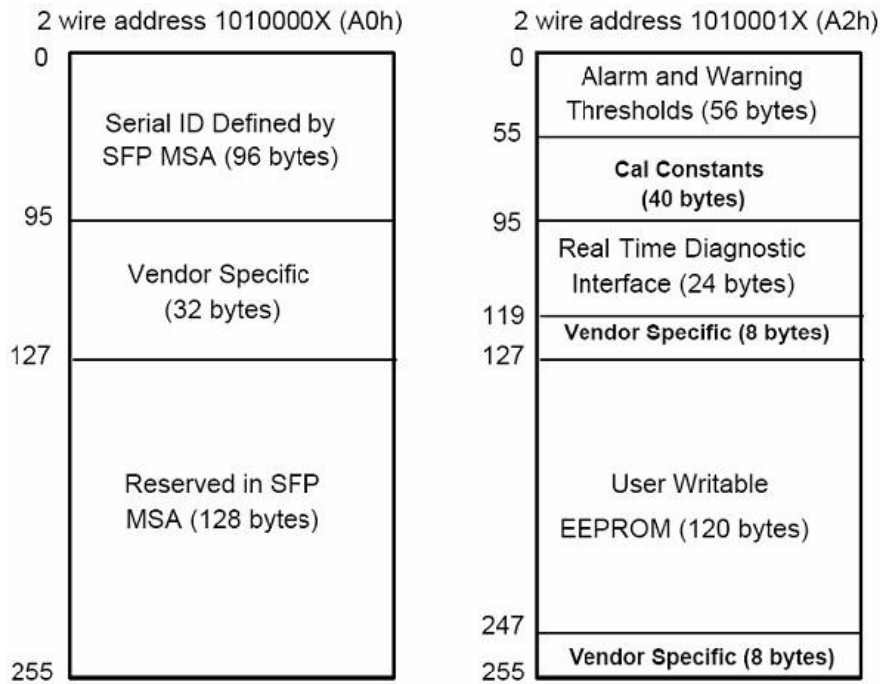 2 wire address 1010000X (A0h)
0
Serial ID Defined by
SFP MSA (96 bytes)
95
Vendor Specific
(32 bytes)
127
Reserved in SFP
MSA (128 bytes)
255
2 wire address 1010001X (A2h)
0
Alarm and Warning
Thresholds (56 bytes)
55
Cal Constants
(40 bytes)
95
Real Time Diagnostic
Interface (24 bytes)
119
Vendor Specific (8 bytes)
127
User Writable
EEPROM (120 bytes)
247
Vendor Specific (8 bytes)
255